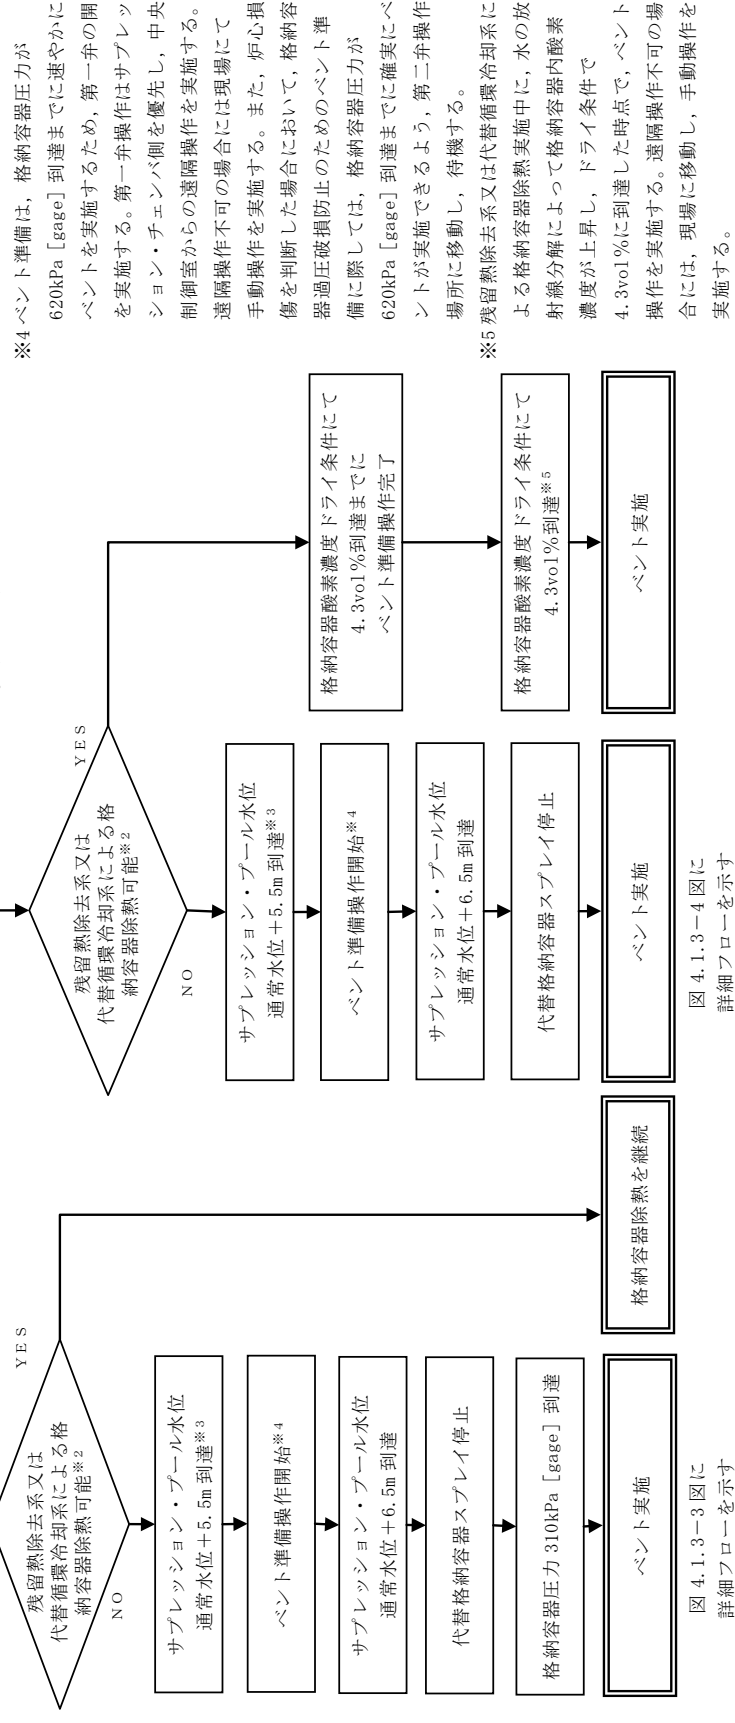 残留熱除去系又は
代替循環冷却系による格
納容器除熱可能※2
YES
NO
サプレッション・プール水位
通常水位＋5.5m 到達※3
ベント準備操作開始※4
サプレッション・プール水位
通常水位＋6.5m 到達
代替格納容器スプレイ停止
格納容器圧力 310kPa［gage］到達
ベント実施
格納容器除熱を継続
図 4.1.3－3 図に
詳細フローを示す
残留熱除去系又は
代替循環冷却系による格
納容器除熱可能※2
YES
NO
サプレッション・プール水位
通常水位＋5.5m 到達※3
ベント準備操作開始※4
サプレッション・プール水位
通常水位＋6.5m 到達
代替格納容器スプレイ停止
ベント実施
図 4.1.3－4 図に
詳細フローを示す
格納容器酸素濃度ドライ条件にて
4.3vol％到達までに
ベント準備操作完了
格納容器酸素濃度ドライ条件にて
4.3vol％到達※5
ベント実施
※4 ベント準備は，格納容器圧力が
620kPa［gage］到達までに速やかに
ベントを実施するため，第一弁の開
を実施する。第一弁操作はサプレッ
ション・チェンバ側を優先し，中央
制御室からの遠隔操作を実施する。
遠隔操作不可の場合には現場にて
手動操作を実施する。また，炉心損
傷を判断した場合において，格納容
器過圧破損防止のためのベント準
備に際しては，格納容器圧力が
620kPa［gage］到達までに確実にベ
ントが実施できるよう，第二弁操作
場所に移動し，待機する。
※5 残留熱除去系又は代替循環冷却系に
よる格納容器除熱実施中に，水の放
射線分解によって格納容器内酸素
濃度が上昇し，ドライ条件で
4.3vol％に到達した時点で，ベント
操作を実施する。遠隔操作不可の場
合には，現場に移動し，手動操作を
実施する。